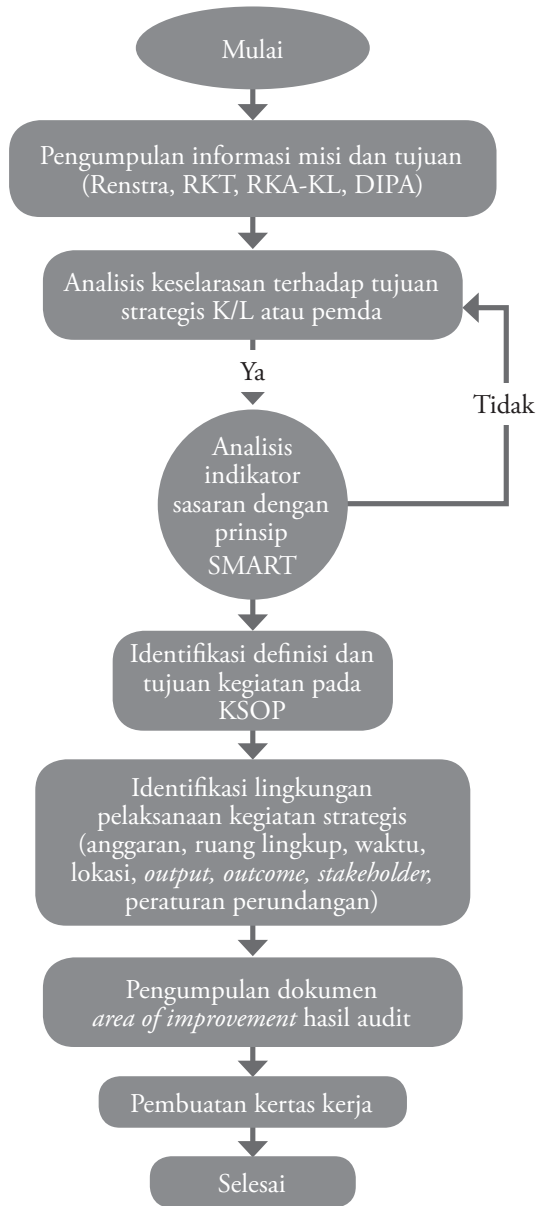 Mulai
Pengumpulan informasi misi dan tujuan
(Renstra, RKT, RKA-KL, DIPA)
Analisis keselarasan terhadap tujuan
strategis K/L atau pemda
Ya
Tidak
Analisis
indikator
sasaran dengan
prinsip
SMART
Identifikasi definisi dan
tujuan kegiatan pada
KSOP
Identifikasi lingkungan
pelaksanaan kegiatan strategis
(anggaran, ruang lingkup, waktu,
lokasi, output, outcome, stakeholder,
peraturan perundangan)
Pengumpulan dokumen
area of improvement hasil audit
Pembuatan kertas kerja
Selesai